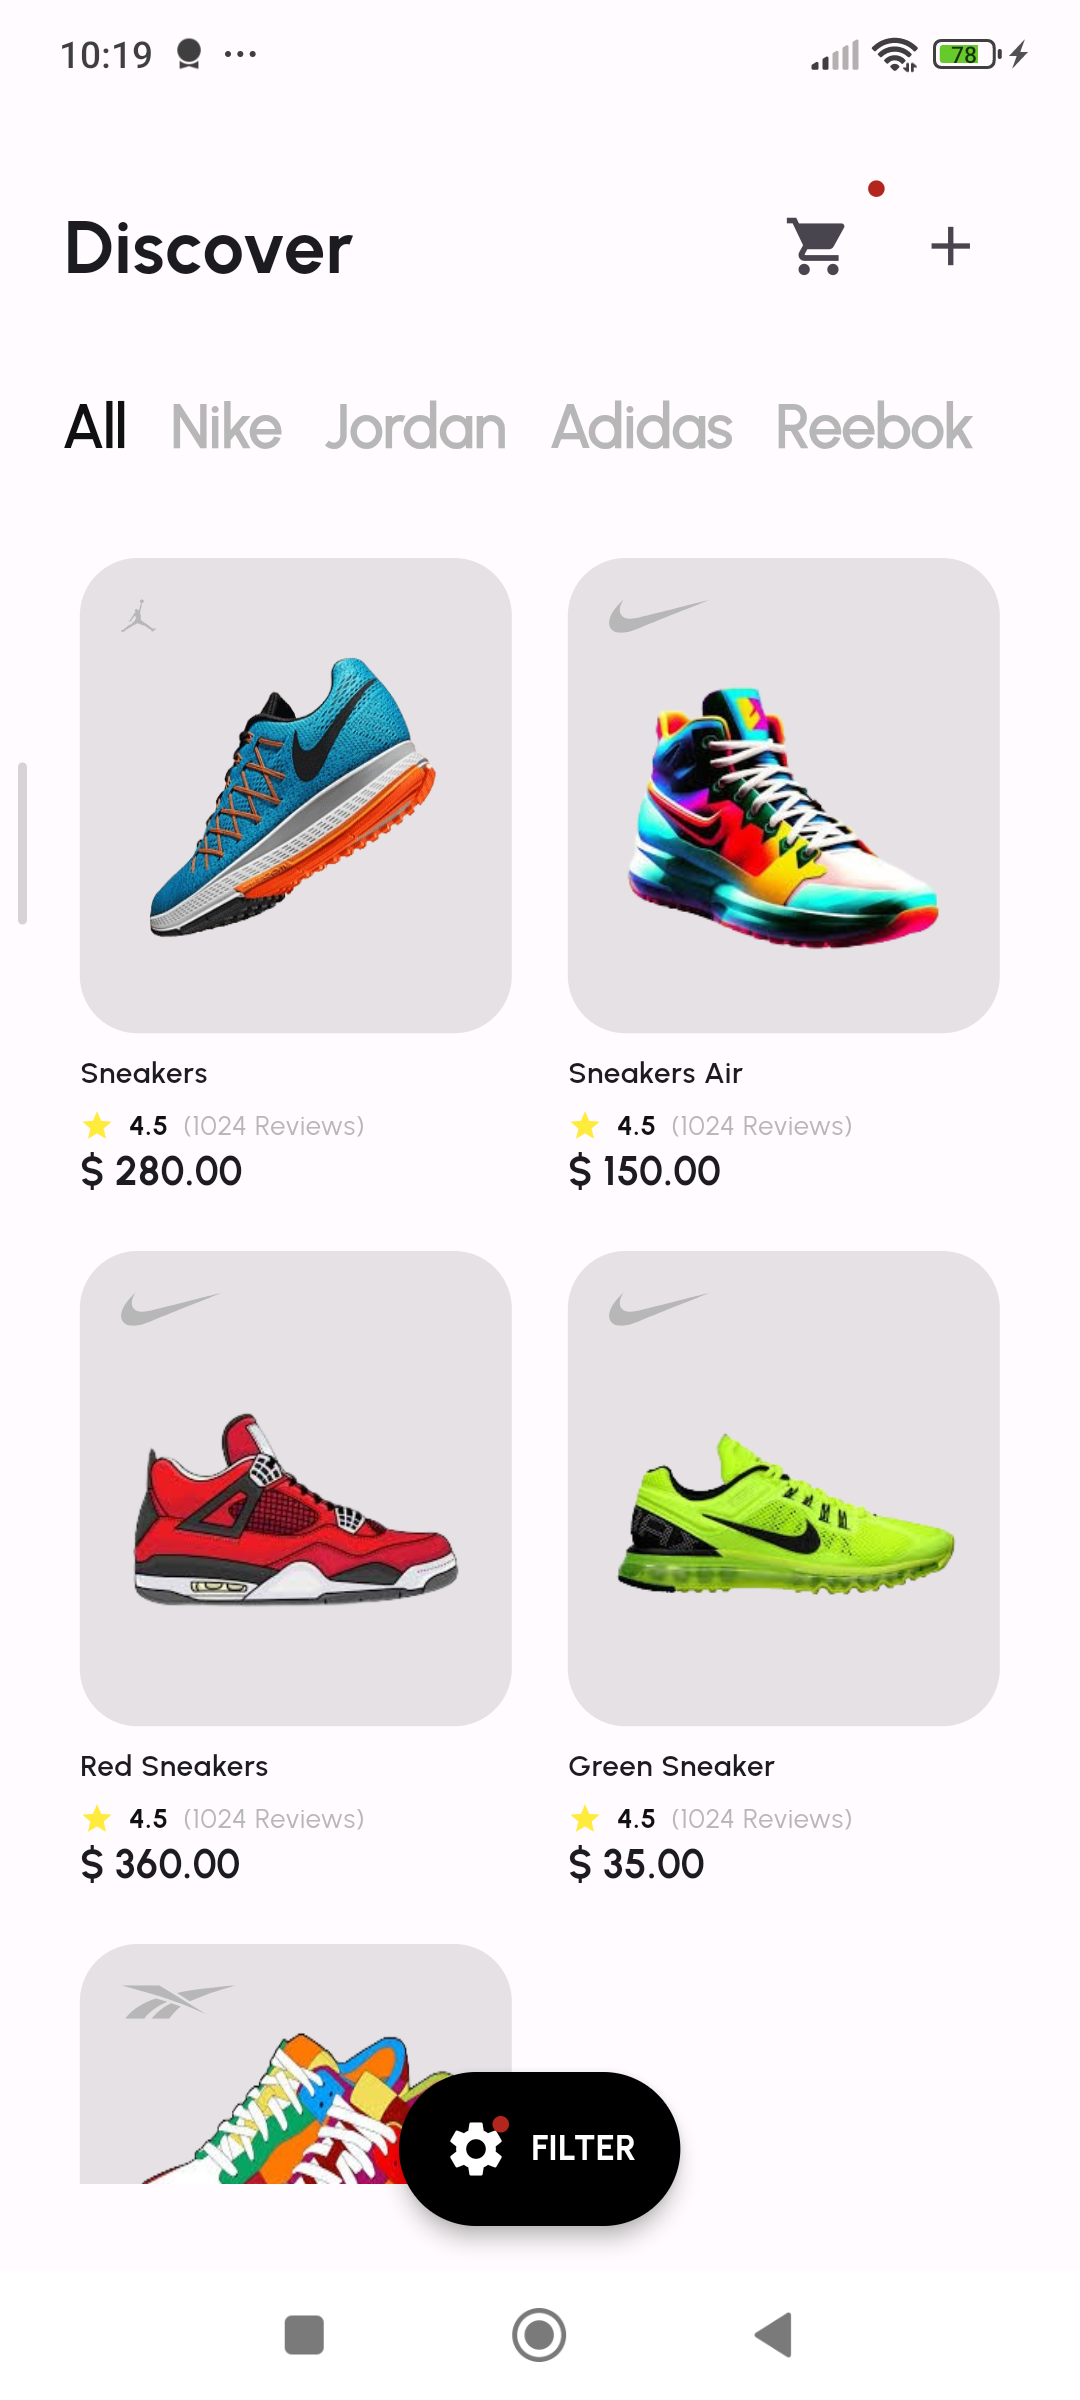 10:19 78
Discover
All Nike Jordan Adidas Reebok
Sneakers
4.5 (1024 Reviews)
$ 280.00
Sneakers Air
4.5 (1024 Reviews)
$ 150.00
Red Sneakers
4.5 (1024 Reviews)
$ 360.00
Green Sneaker
4.5 (1024 Reviews)
$ 35.00
FILTER